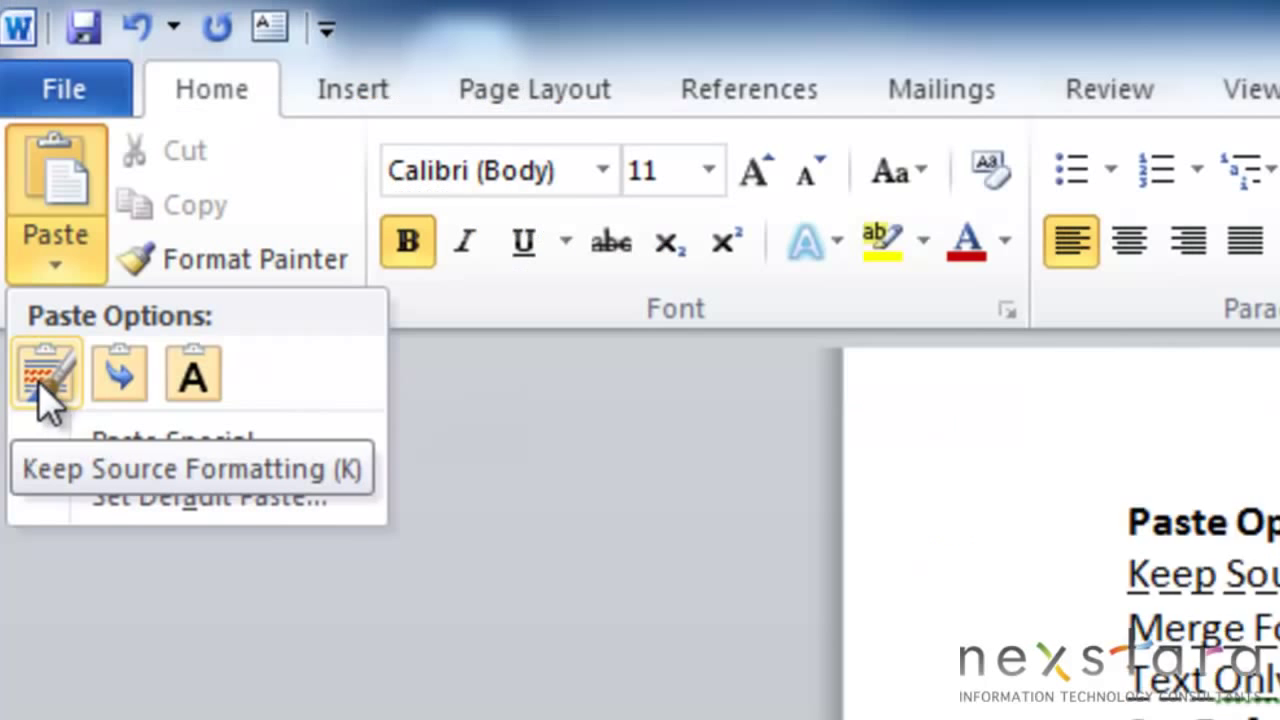 File Home Insert Page Layout References Mailings Review View
Paste
Cut
Copy
Format Painter
Calibri (Body) 11
Font
Para
Paste Options:
Paste Special
Keep Source Formatting (K)
Set Default Paste...
Paste Op
Keep Sou
Merge Fo
Text Only
nexstara
INFORMATION TECHNOLOGY CONSULTANTS